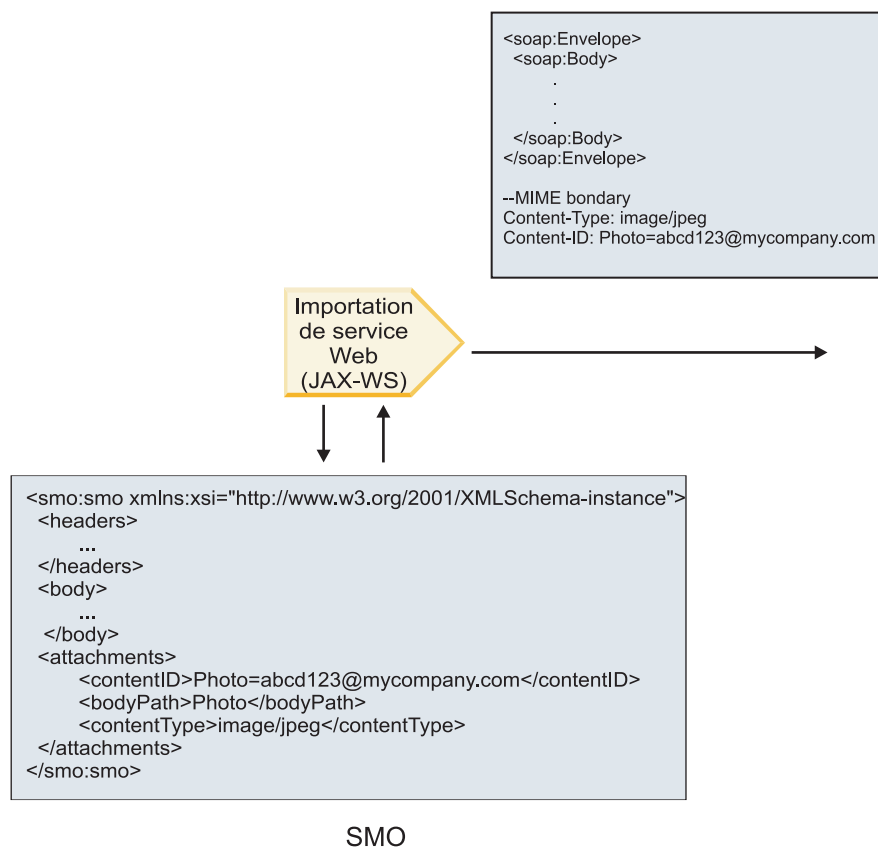 <soap:Envelope>
<soap:Body>
.
.
.
</soap:Body>
</soap:Envelope>
--MIME bondary
Content-Type: image/jpeg
Content-ID: Photo=abcd123@mycompany.com
Importation
de service
Web
(JAX-WS)
<smo:smo xmlns:xsi="http://www.w3.org/2001/XMLSchema-instance">
<headers>
...
</headers>
<body>
...
</body>
<attachments>
<contentID>Photo=abcd123@mycompany.com</contentID>
<bodyPath>Photo</bodyPath>
<contentType>image/jpeg</contentType>
</attachments>
</smo:smo>
SMO